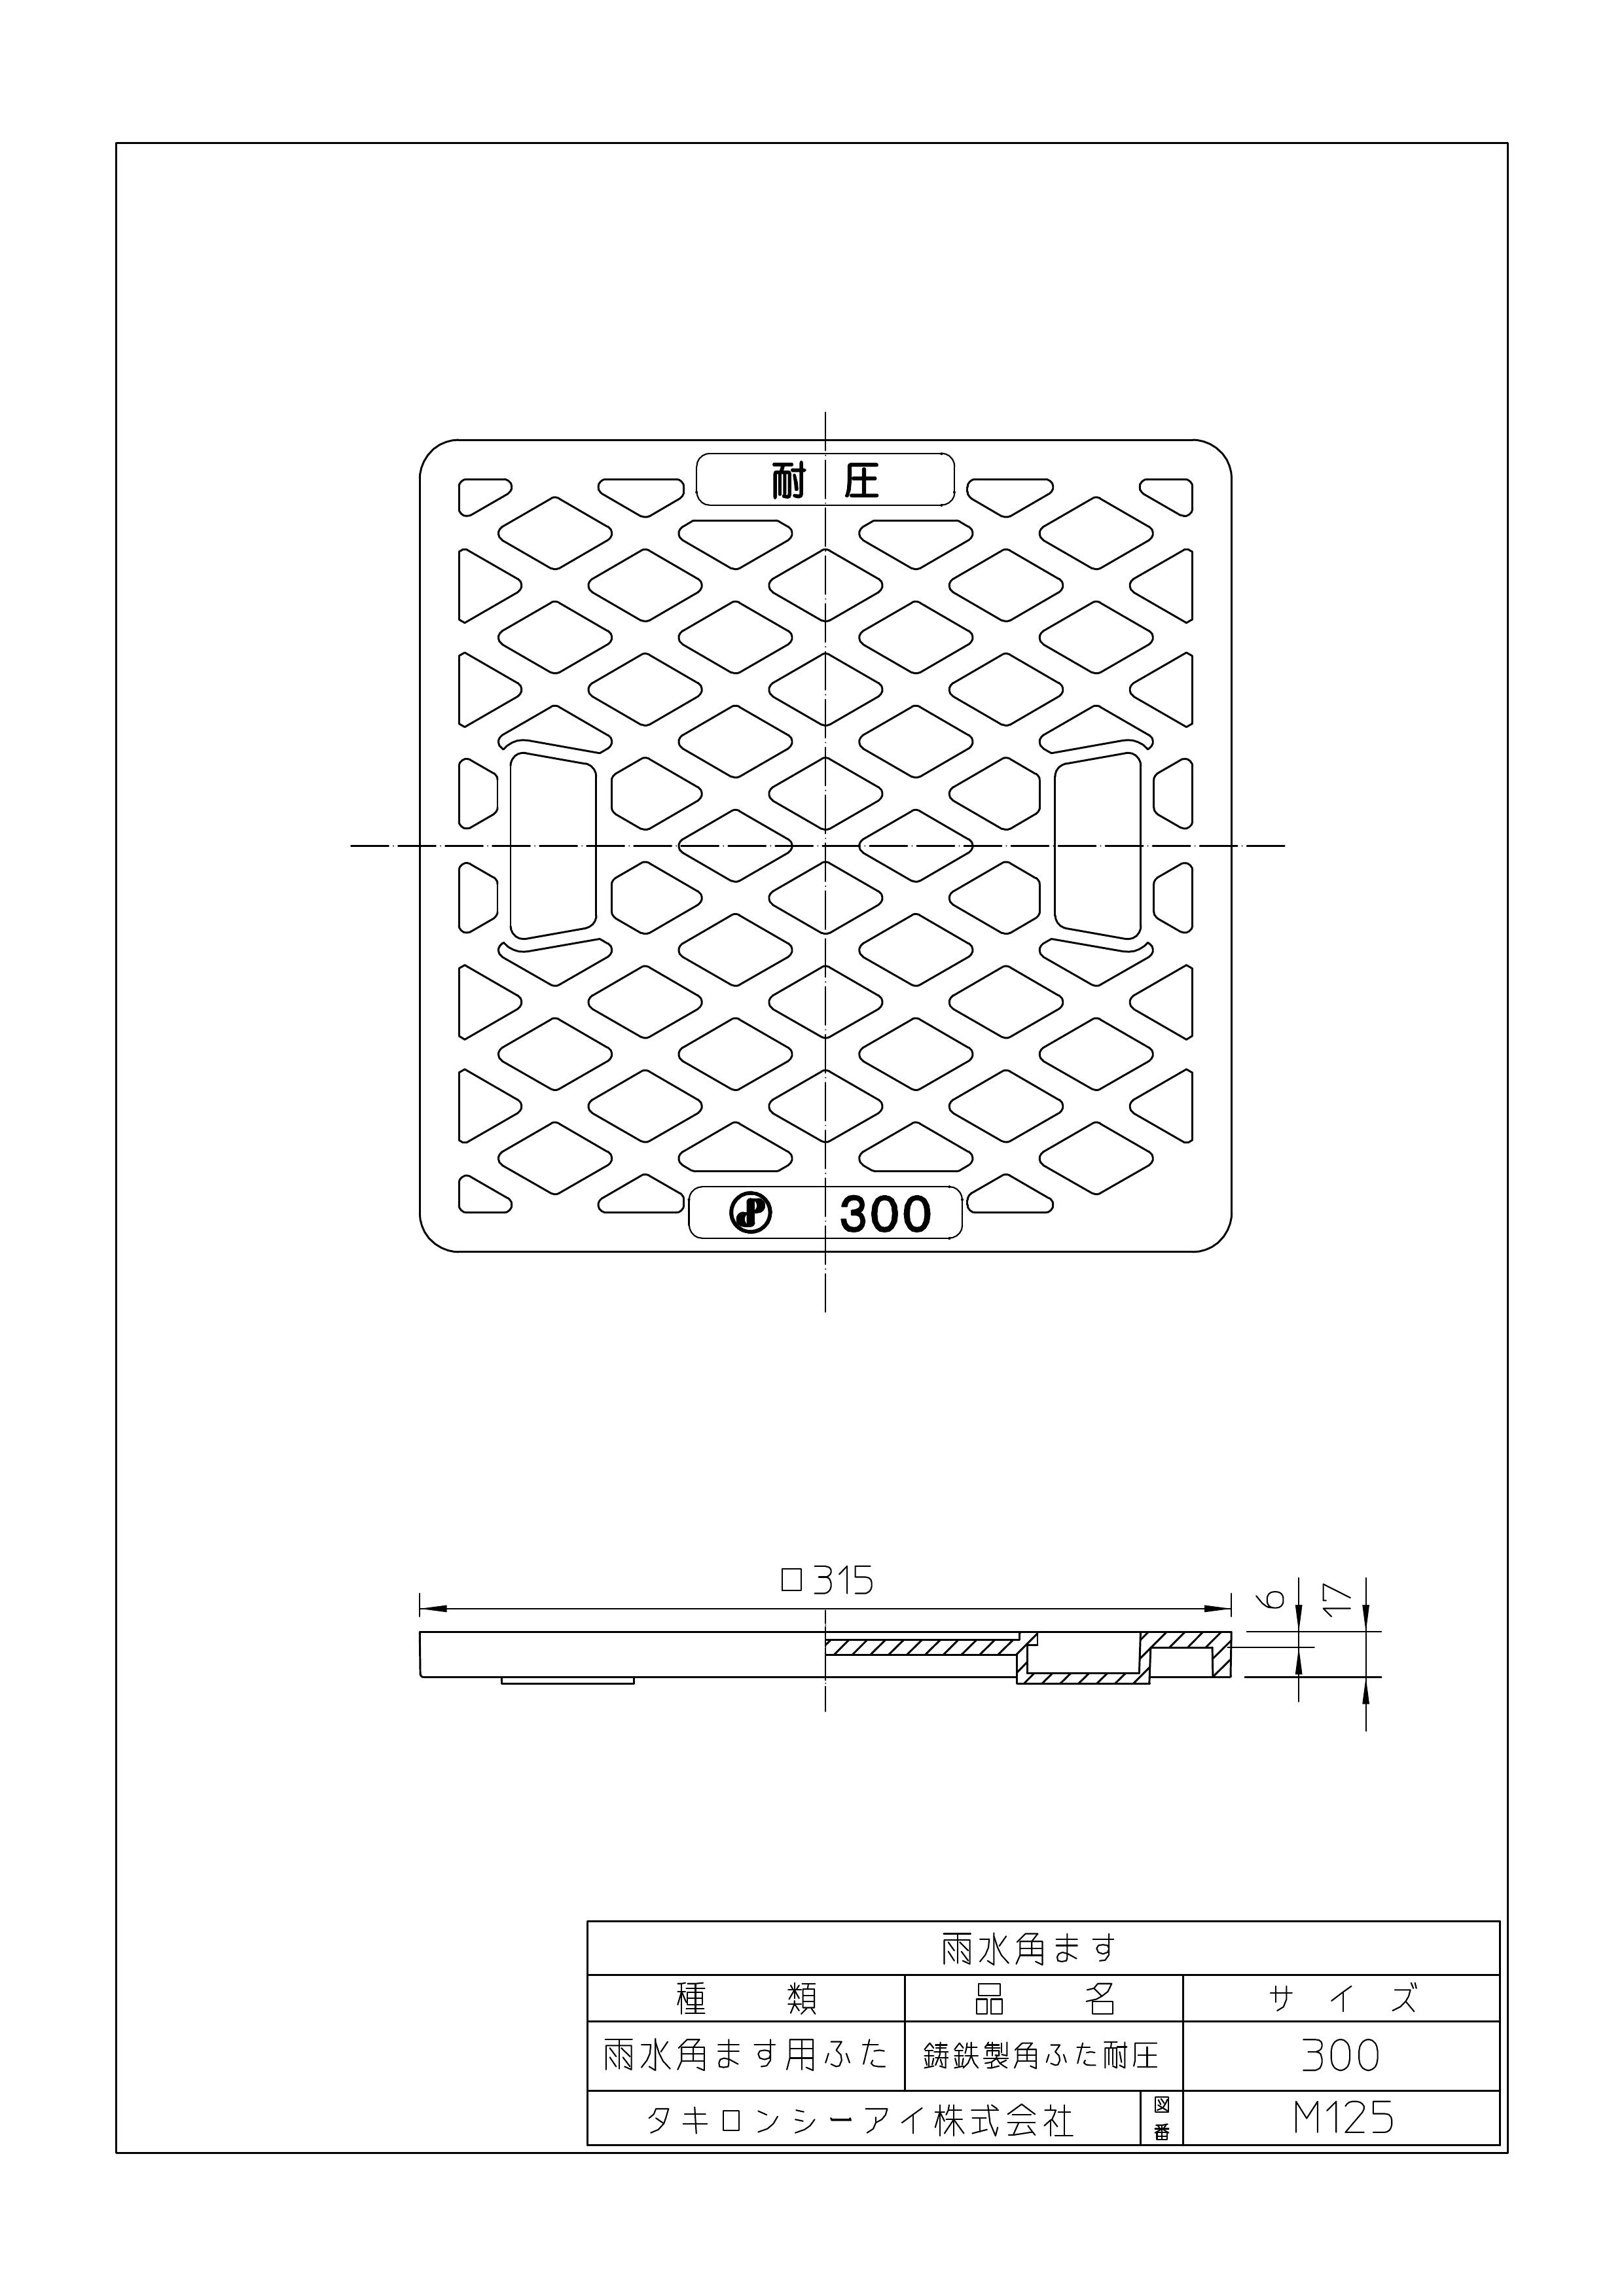 耐 圧
300
□315
6
17
雨水角ます
種 類 品 名 サ イ ズ
雨水角ます用ふた 鋳鉄製角ふた耐圧 300
タキロンシーアイ株式会社 図番 M125